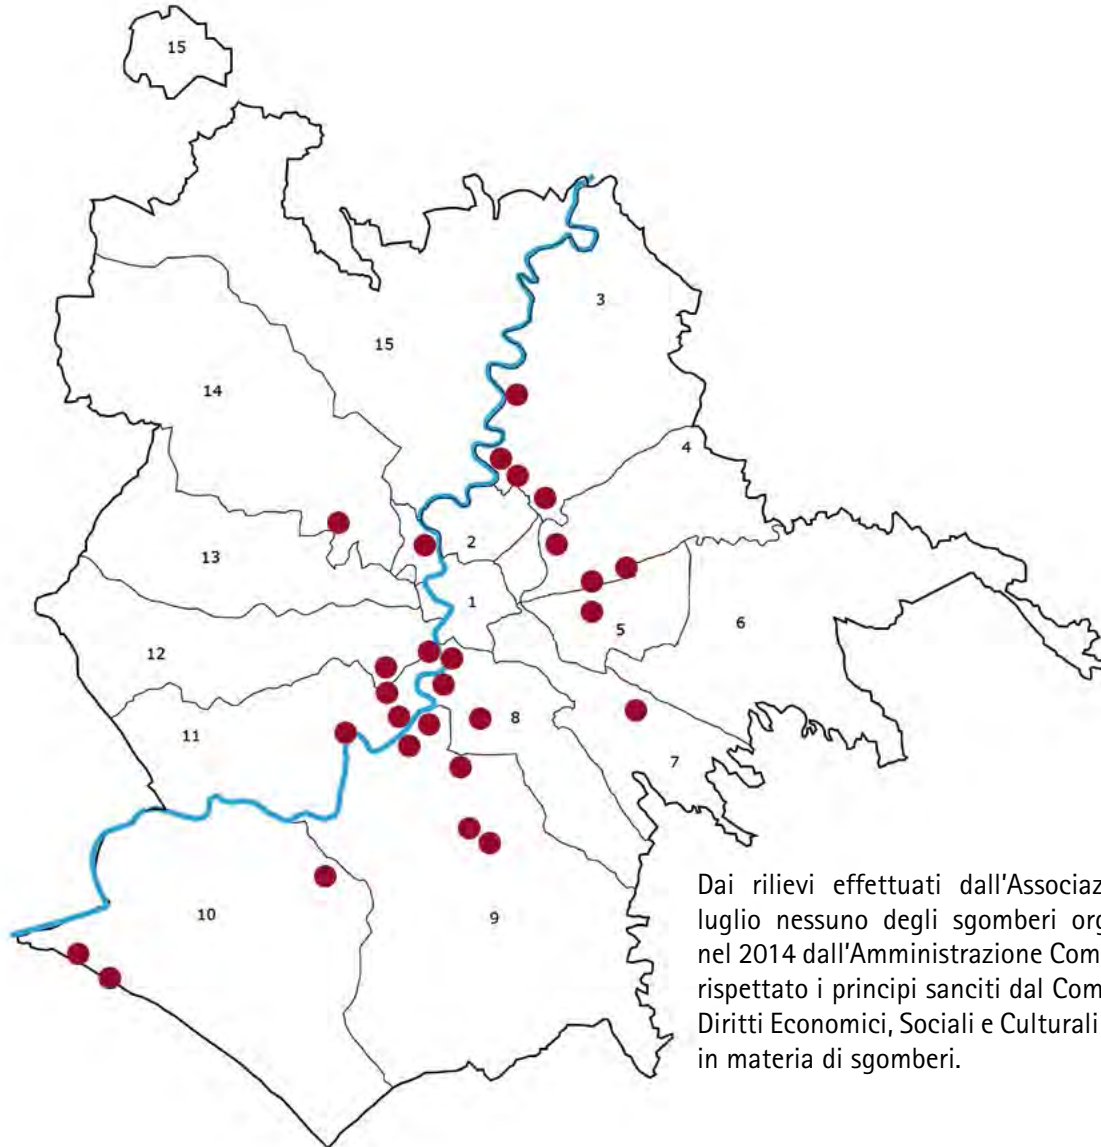 15
3
15
14
4
2
13
1
5
6
12
8
11
7
10
9
Dai rilievi effettuati dall'Associaz
luglio nessuno degli sgomberi org
nel 2014 dall'Amministrazione Com
rispettato i principi sanciti dal Com
Diritti Economici, Sociali e Culturali
in materia di sgomberi.